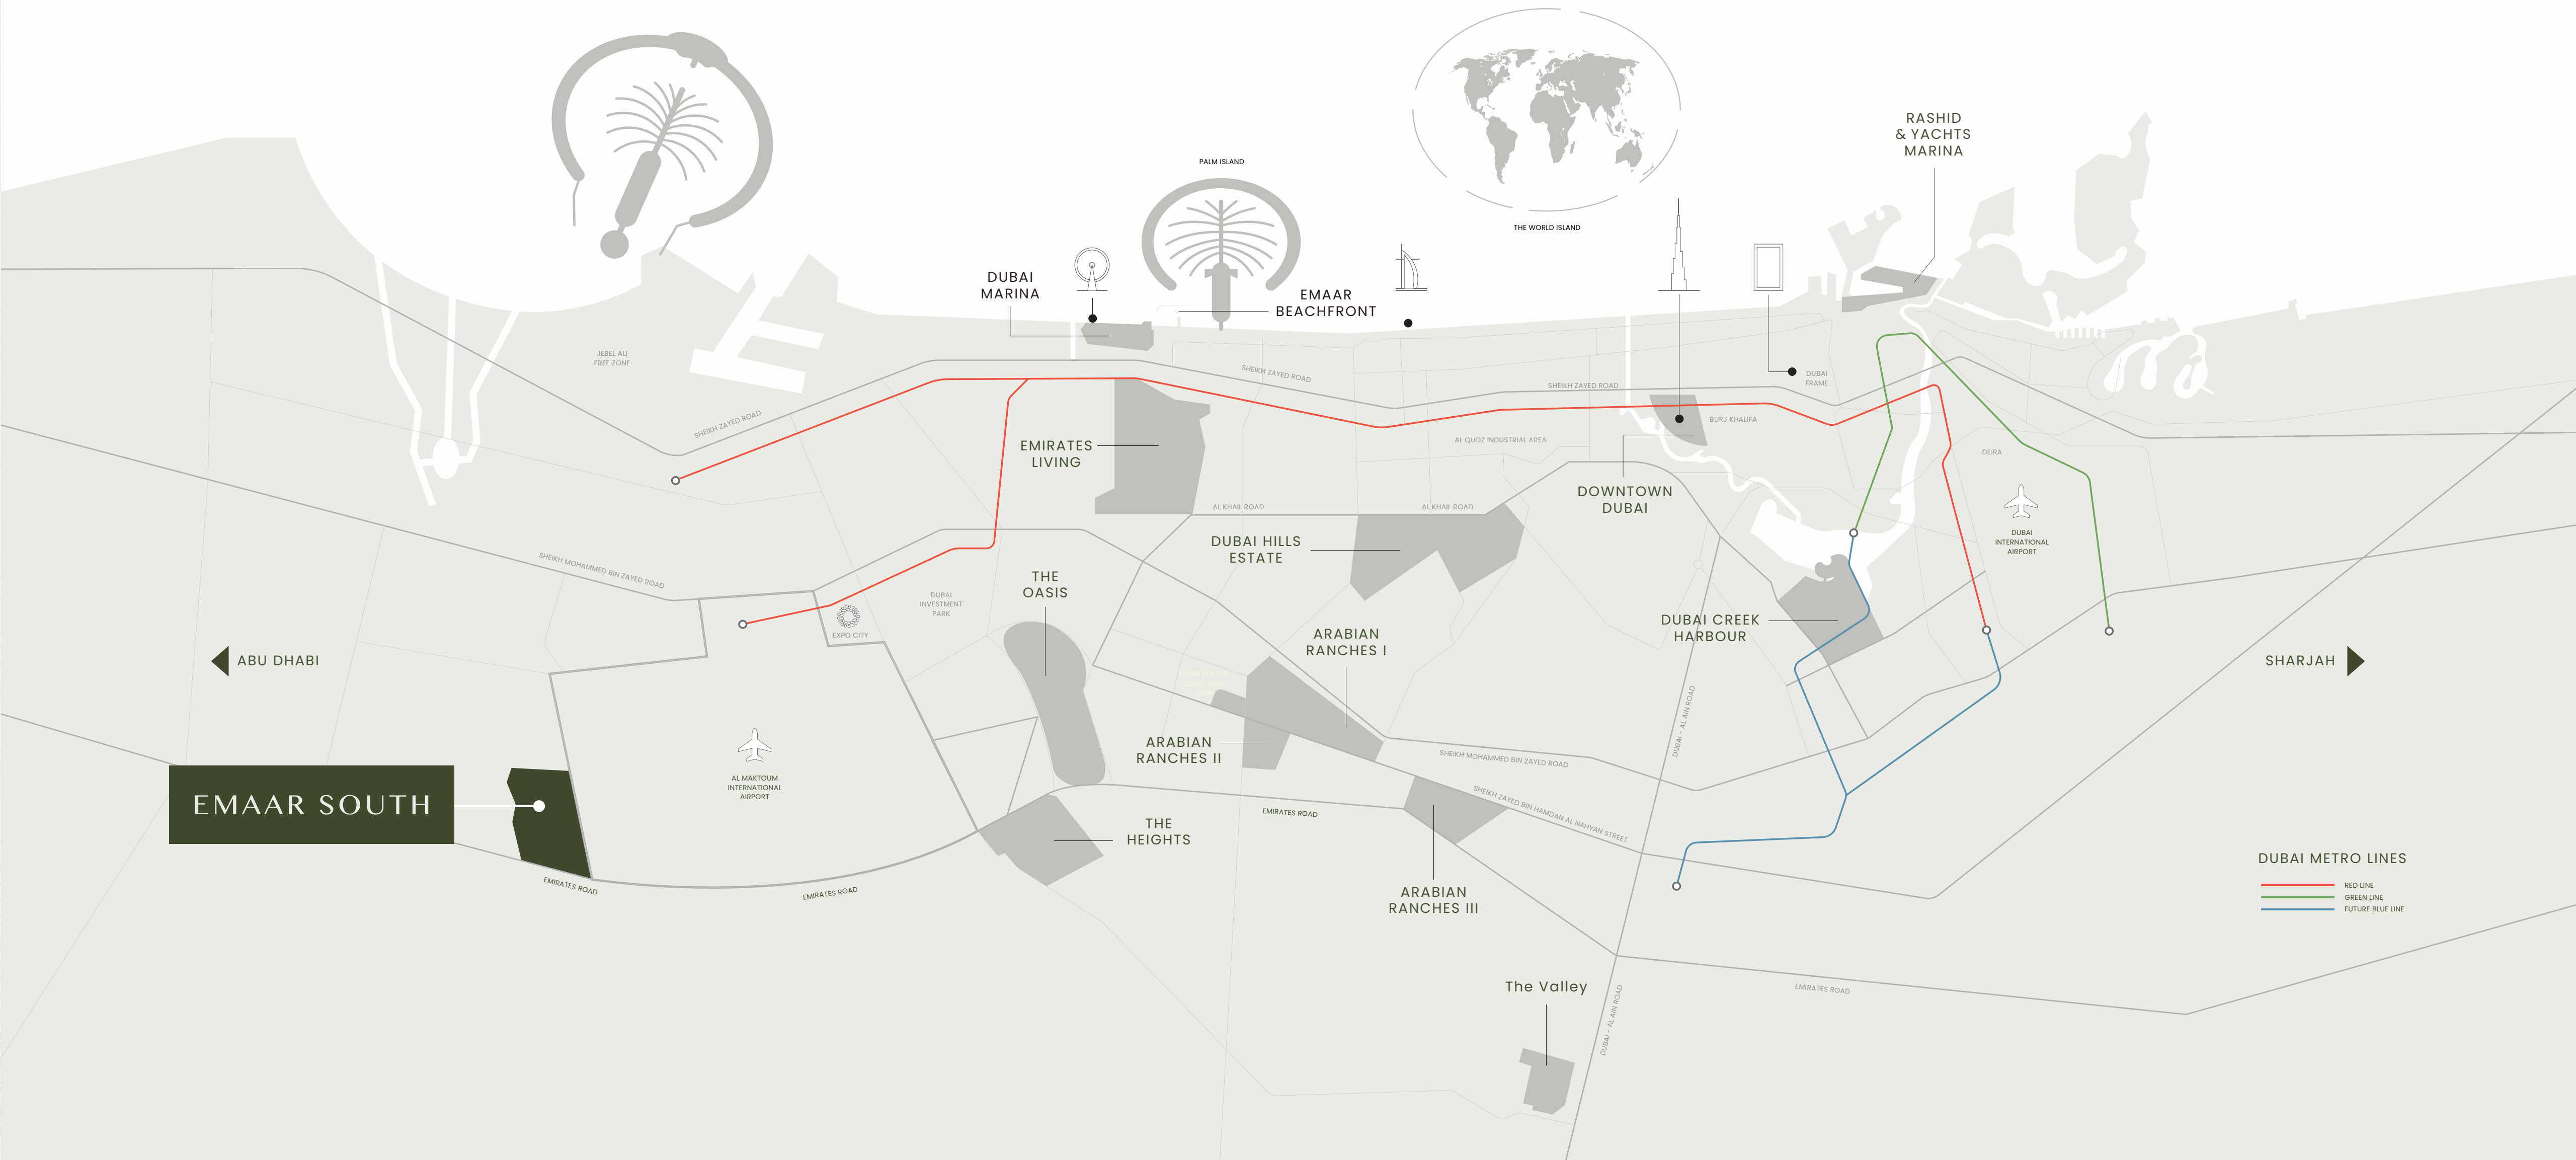 RASHID
& YACHTS
MARINA
PALM ISLAND
THE WORLD ISLAND
DUBAI
MARINA
EMAAR
BEACHFRONT
JEBEL ALI
FREE ZONE
SHEIKH ZAYED ROAD
SHEIKH ZAYED ROAD
SHEIKH ZAYED ROAD
DUBAI
FRAME
BURJ KHALIFA
EMIRATES
LIVING
AL QUOZ INDUSTRIAL AREA
DEIRA
DOWNTOWN
DUBAI
AL KHAIL ROAD
AL KHAIL ROAD
DUBAI HILLS
ESTATE
DUBAI
INTERNATIONAL
AIRPORT
SHEIKH MOHAMMED BIN ZAYED ROAD
THE
OASIS
DUBAI
INVESTMENT
PARK
EXPO CITY
DUBAI CREEK
HARBOUR
ARABIAN
RANCHES I
ABU DHABI
SHARJAH
DUBAI - AL AIN ROAD
ARABIAN
RANCHES II
SHEIKH MOHAMMED BIN ZAYED ROAD
AL MAKTOUM
INTERNATIONAL
AIRPORT
EMAAR SOUTH
SHEIKH ZAYED BIN HAMDAN AL NAHYAN STREET
EMIRATES ROAD
THE
HEIGHTS
EMIRATES ROAD
EMIRATES ROAD
ARABIAN
RANCHES III
DUBAI METRO LINES
RED LINE
GREEN LINE
FUTURE BLUE LINE
The Valley
EMIRATES ROAD
DUBAI - AL AIN ROAD